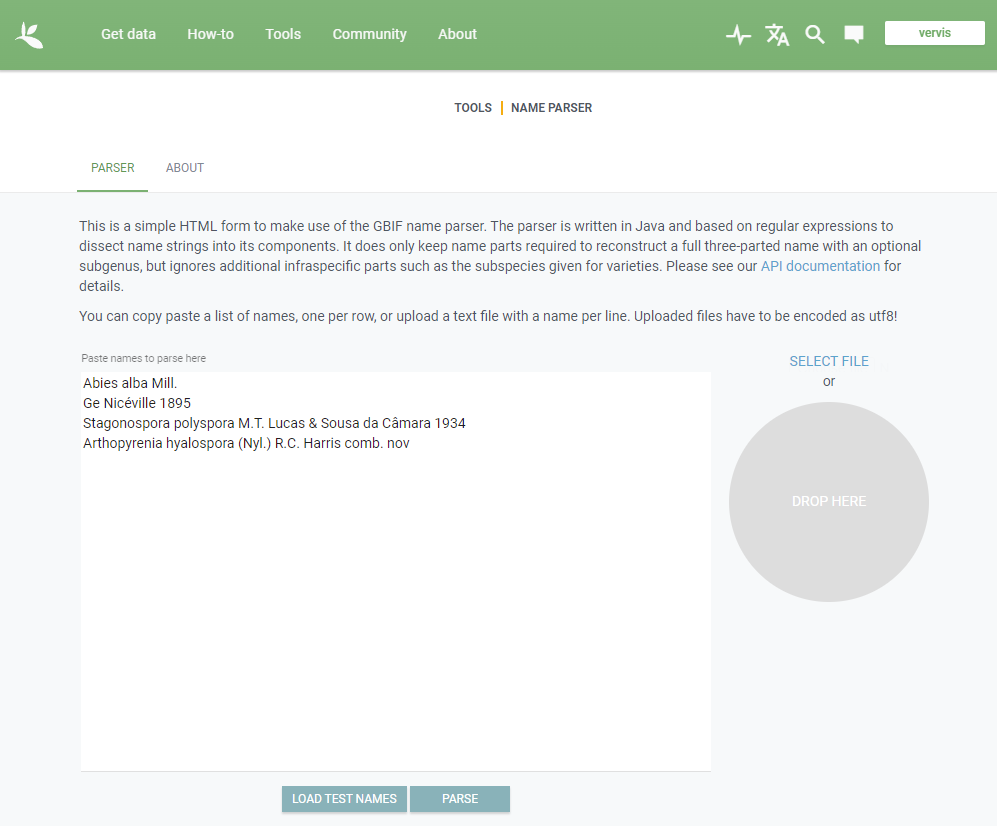 Get data How-to Tools Community About vervis
TOOLS NAME PARSER
PARSER ABOUT
This is a simple HTML form to make use of the GBIF name parser. The parser is written in Java and based on regular expressions to
dissect name strings into its components. It does only keep name parts required to reconstruct a full three-parted name with an optional
subgenus, but ignores additional infraspecific parts such as the subspecies given for varieties. Please see our API documentation for
details.
You can copy paste a list of names, one per row, or upload a text file with a name per line. Uploaded files have to be encoded as utf8!
Paste names to parse here
Abies alba Mill.
Ge Nicéville 1895
Stagonospora polyspora M.T. Lucas & Sousa da Câmara 1934
Arthopyrenia hyalospora (Nyl.) R.C. Harris comb. nov
SELECT FILE
or
DROP HERE
LOAD TEST NAMES PARSE